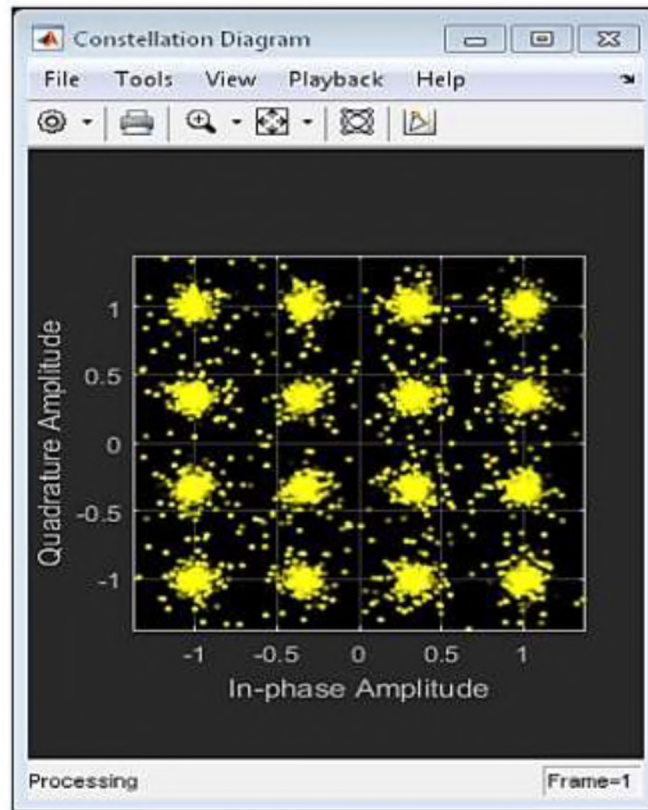 Constellation Diagram
File Tools View Playback Help
1
0.5
0
-0.5
-1
Quadrature Amplitude
-1 -0.5 0 0.5 1
In-phase Amplitude
Processing Frame=1